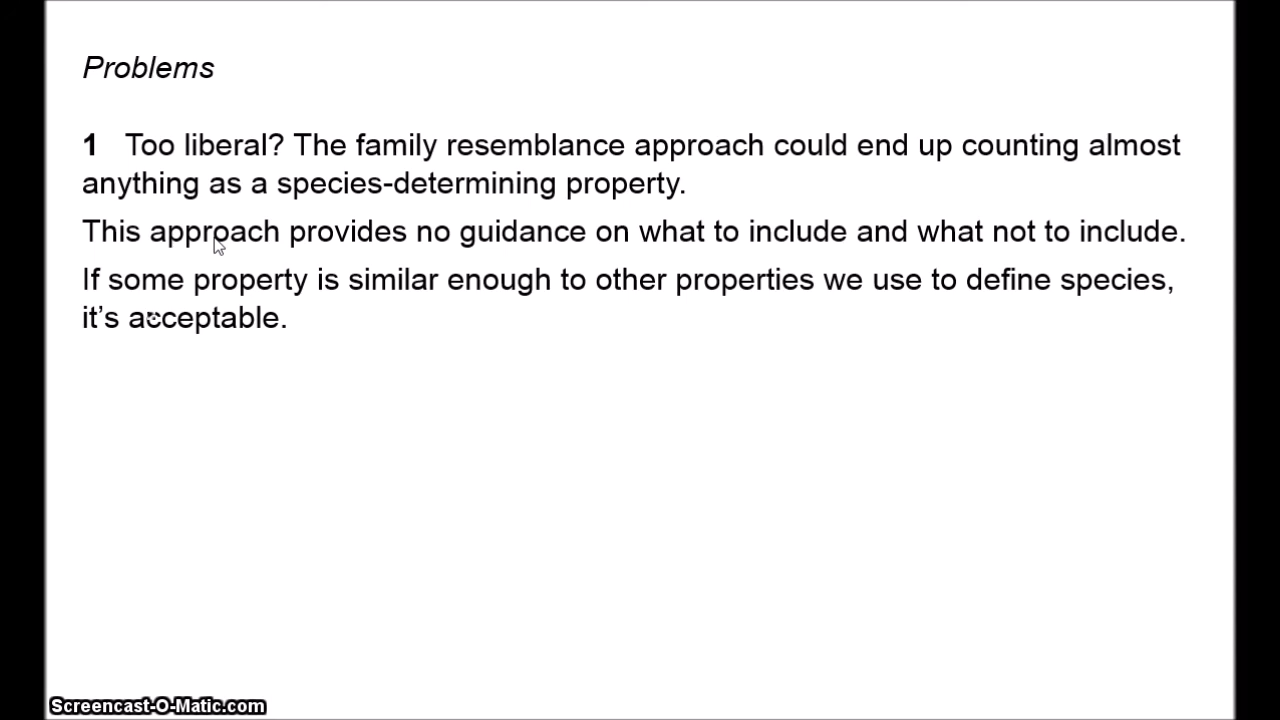 Problems
1 Too liberal? The family resemblance approach could end up counting almost
anything as a species-determining property.
This approach provides no guidance on what to include and what not to include.
If some property is similar enough to other properties we use to define species,
it’s acceptable.
Screencast-O-Matic.com